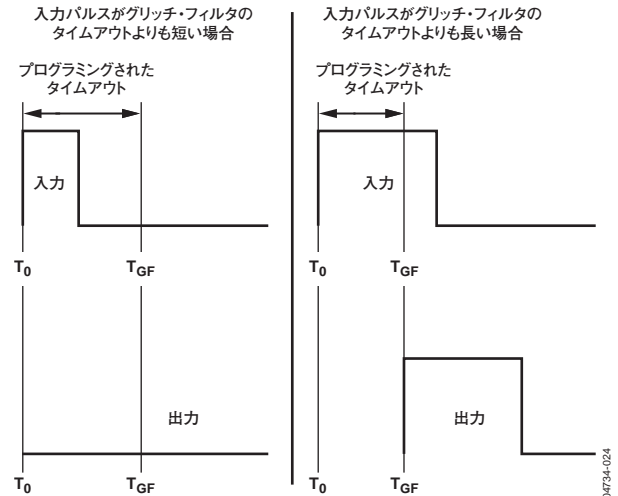 入力パルスがグリッチ・フィルタの
タイムアウトよりも短い場合
プログラミングされた
タイムアウト
入力
T0
TGF
出力
T0
TGF
入力パルスがグリッチ・フィルタの
タイムアウトよりも長い場合
プログラミングされた
タイムアウト
入力
T0
TGF
出力
T0
TGF
04734-024